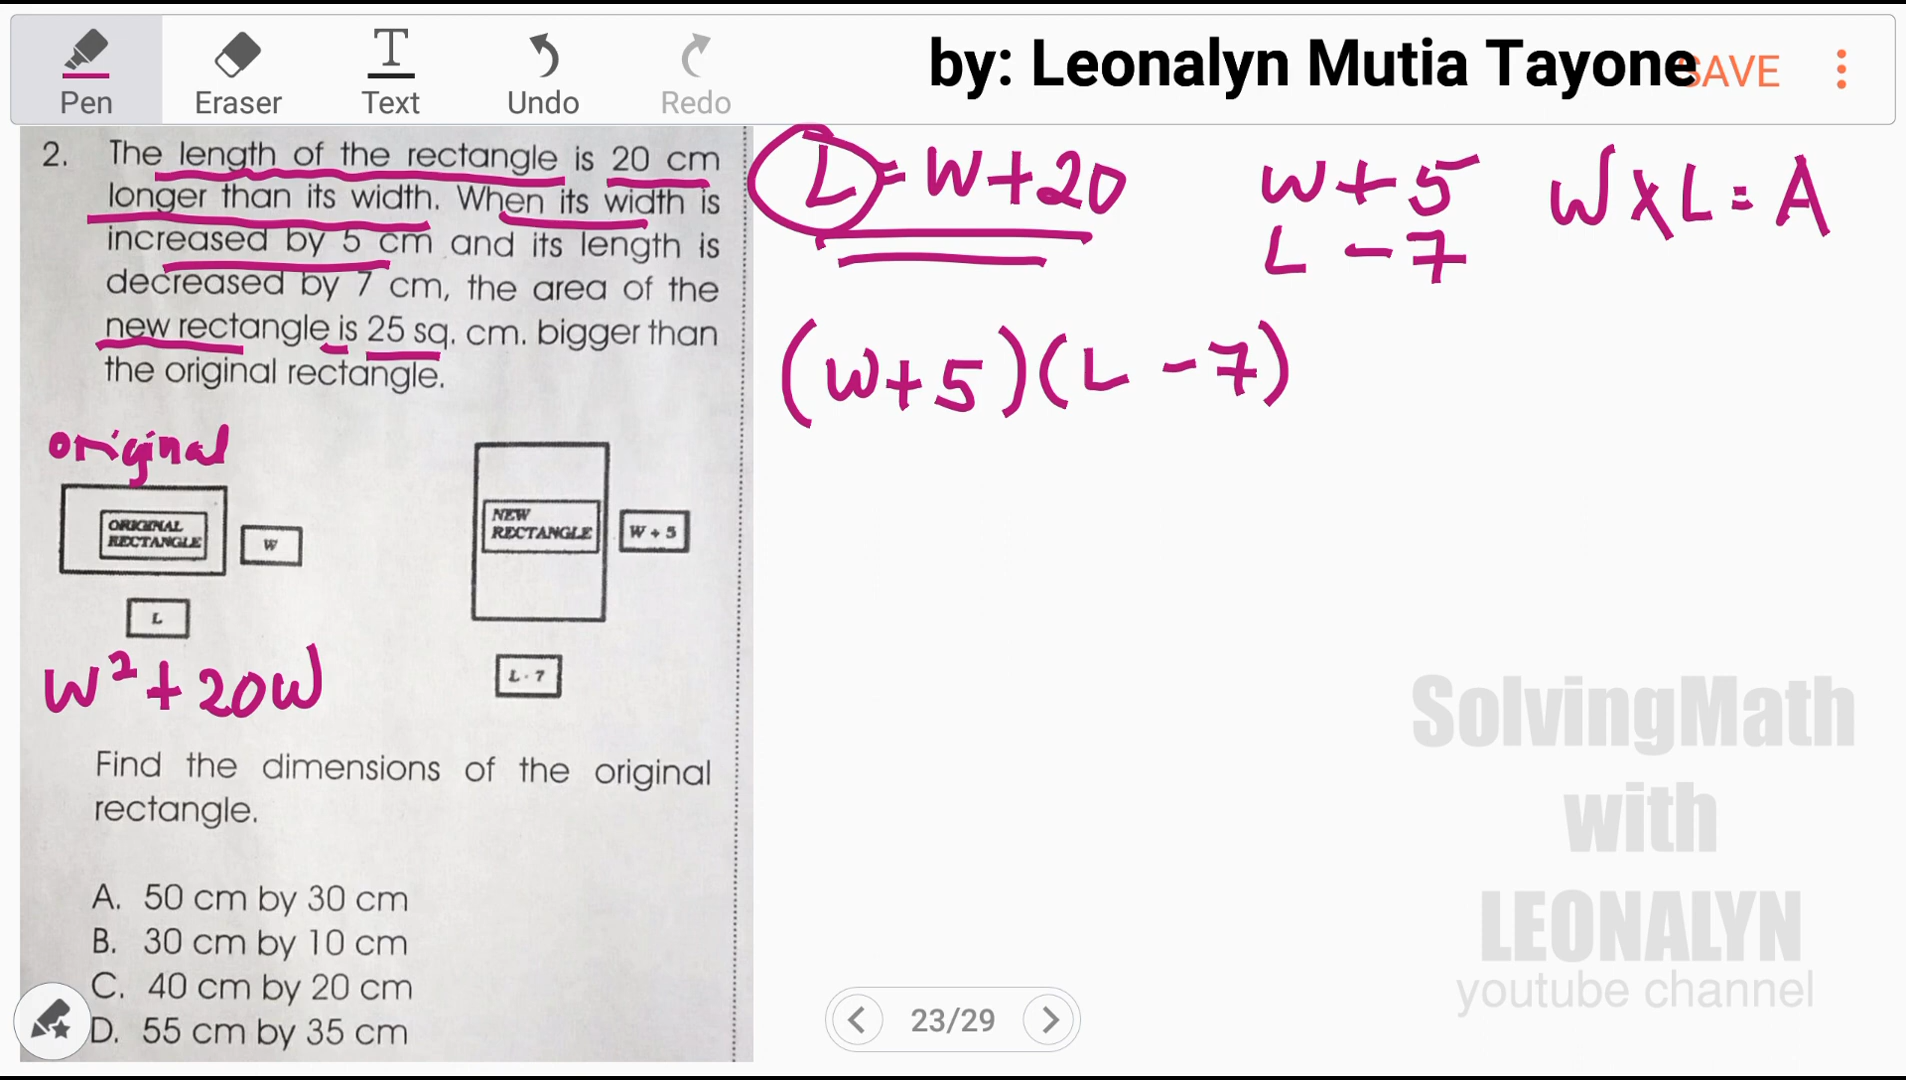 Pen
Eraser
Text
Undo
Redo
by: Leonalyn Mutia Tayone
SAVE
2. The length of the rectangle is 20 cm
longer than its width. When its width is
increased by 5 cm and its length is
decreased by 7 cm, the area of the
new rectangle is 25 sq. cm. bigger than
the original rectangle.
L = W + 20
W + 5
L - 7
W X L = A
(W + 5)(L - 7)
original
ORIGINAL
RECTANGLE
W
L
NEW
RECTANGLE
W + 5
L - 7
W² + 20W
Find the dimensions of the original
rectangle.
A. 50 cm by 30 cm
B. 30 cm by 10 cm
C. 40 cm by 20 cm
D. 55 cm by 35 cm
23/29
SolvingMath
with
LEONALYN
youtube channel